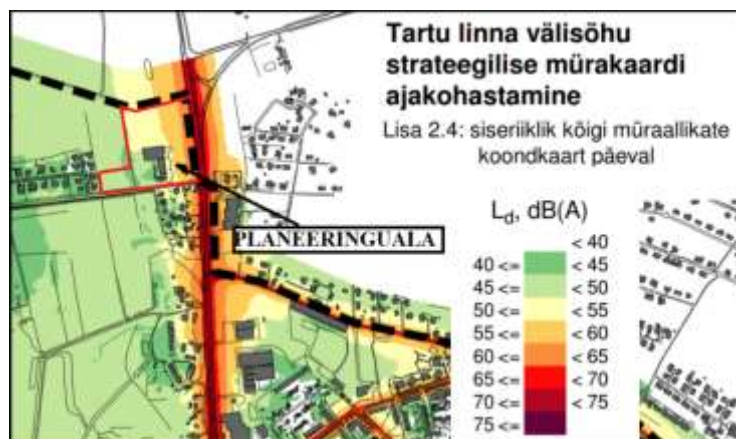 Tartu linna välisõhu
strateegilise mürakaardi
ajakohastamine
Lisa 2.4: siseriiklik kõigi müraallikate
koondkaart päeval
PLANEERINGUALA
L_d, dB(A)
< 40
40 <= < 45
45 <= < 50
50 <= < 55
55 <= < 60
60 <= < 65
65 <= < 70
70 <= < 75
75 <=